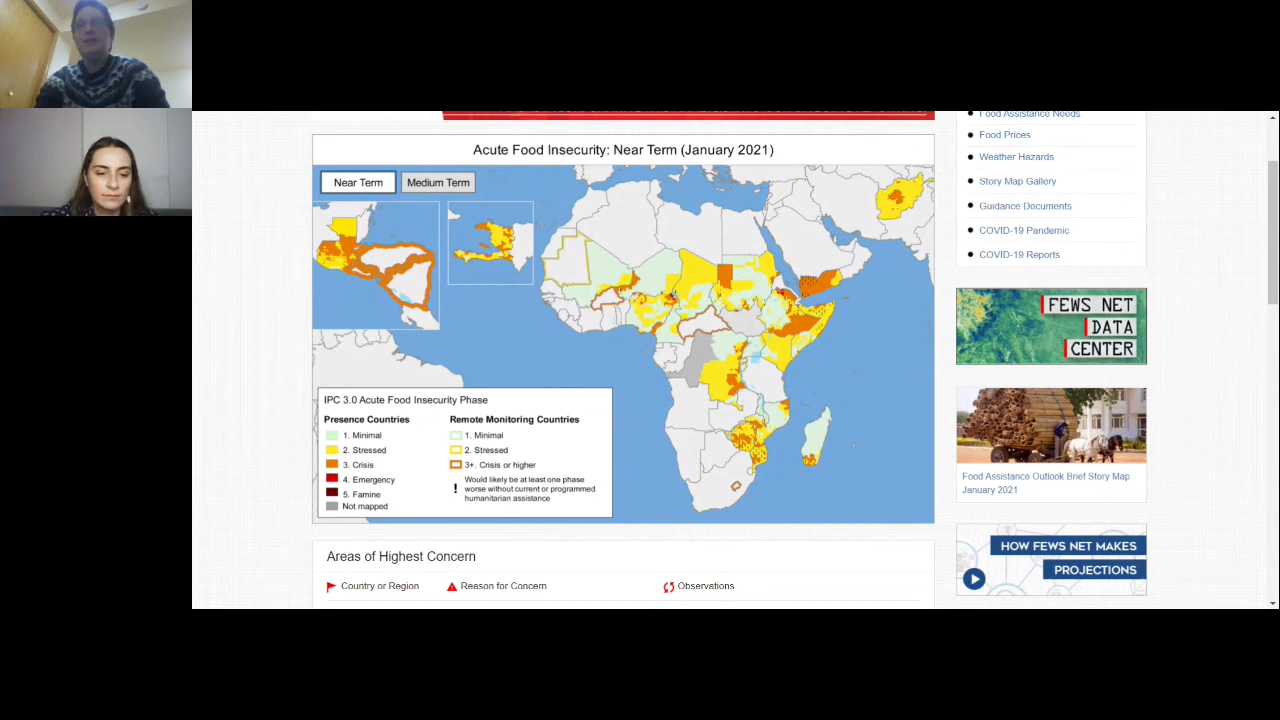 Food Assistance Needs
Acute Food Insecurity: Near Term (January 2021)
Near Term
Medium Term
IPC 3.0 Acute Food Insecurity Phase
Presence Countries
1. Minimal
2. Stressed
3. Crisis
4. Emergency
5. Famine
Not mapped
Remote Monitoring Countries
1. Minimal
2. Stressed
3+. Crisis or higher
! Would likely be at least one phase
worse without current or programmed
humanitarian assistance
Areas of Highest Concern
Country or Region
Reason for Concern
Observations
Food Prices
Weather Hazards
Story Map Gallery
Guidance Documents
COVID-19 Pandemic
COVID-19 Reports
FEWS NET
DATA
CENTER
Food Assistance Outlook Brief Story Map
January 2021
HOW FEWS NET MAKES
PROJECTIONS